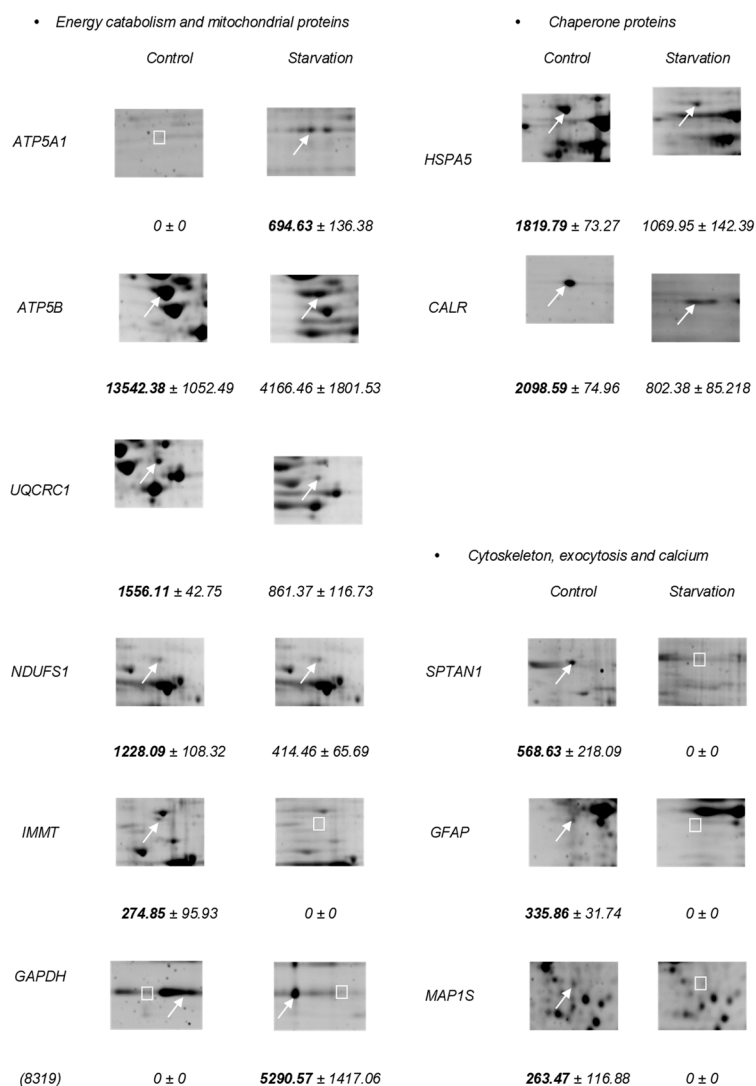 • Energy catabolism and mitochondrial proteins
Control Starvation
ATP5A1
0 ± 0 694.63 ± 136.38
ATP5B
13542.38 ± 1052.49 4166.46 ± 1801.53
UQCRC1
1556.11 ± 42.75 861.37 ± 116.73
NDUFS1
1228.09 ± 108.32 414.46 ± 65.69
IMMT
274.85 ± 95.93 0 ± 0
GAPDH
(8319) 0 ± 0 5290.57 ± 1417.06
• Chaperone proteins
Control Starvation
HSPA5
1819.79 ± 73.27 1069.95 ± 142.39
CALR
2098.59 ± 74.96 802.38 ± 85.218
• Cytoskeleton, exocytosis and calcium
Control Starvation
SPTAN1
568.63 ± 218.09 0 ± 0
GFAP
335.86 ± 31.74 0 ± 0
MAP1S
263.47 ± 116.88 0 ± 0